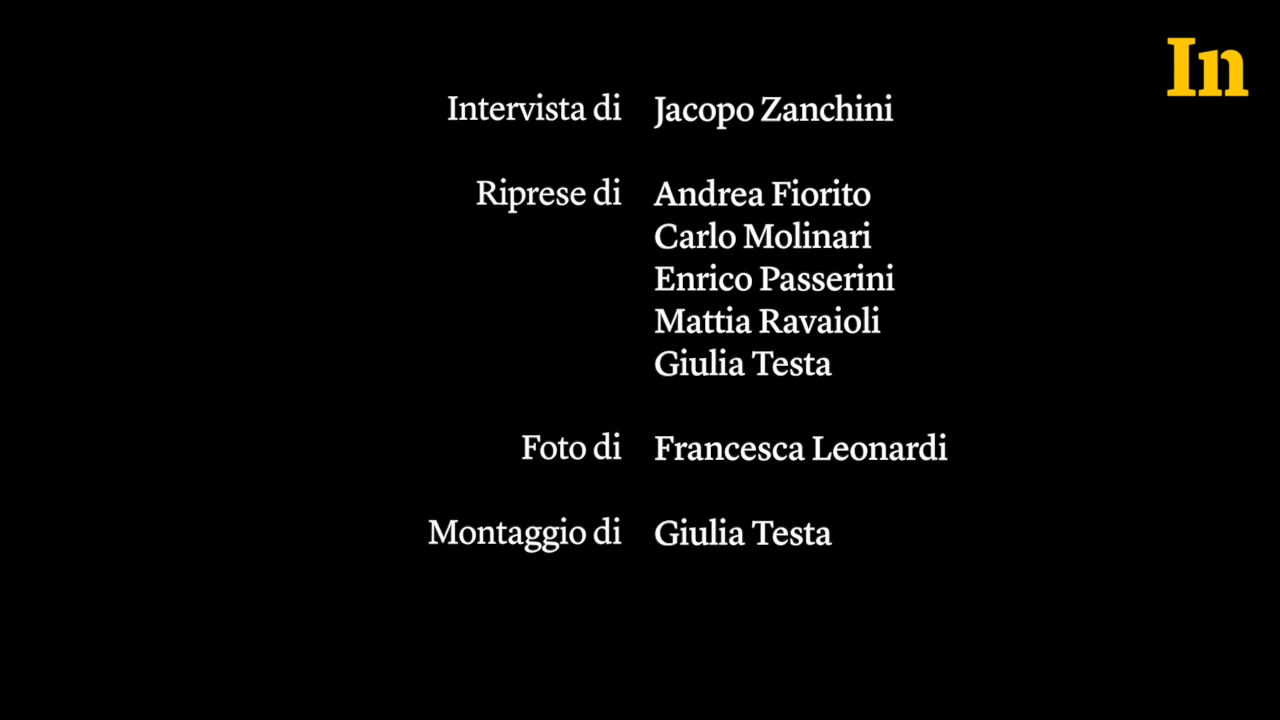 In
Intervista di Jacopo Zanchini
Riprese di Andrea Fiorito
Carlo Molinari
Enrico Passerini
Mattia Ravaioli
Giulia Testa
Foto di Francesca Leonardi
Montaggio di Giulia Testa